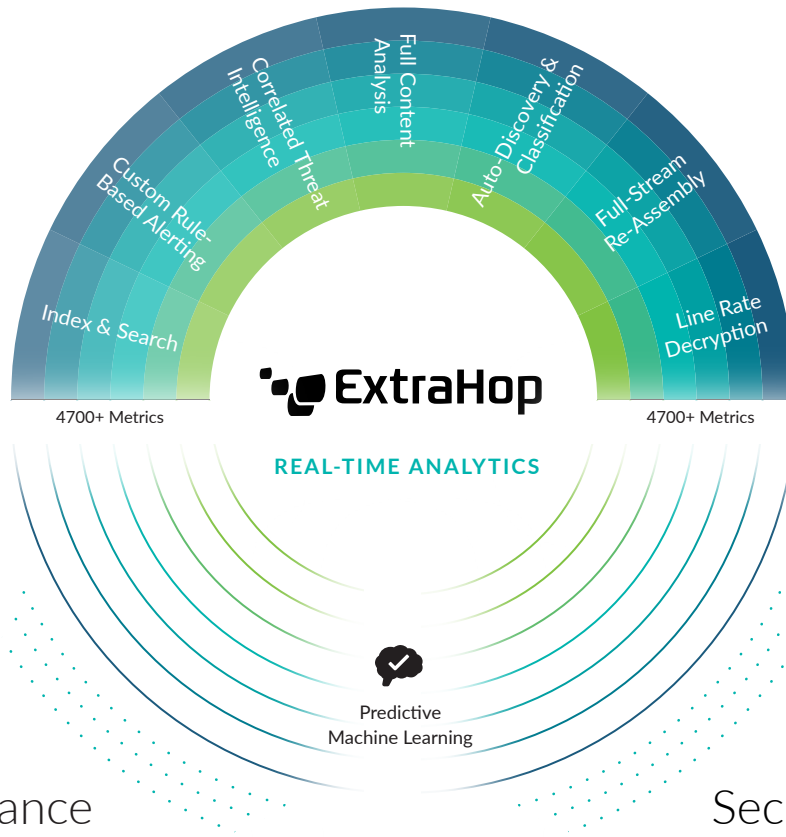 Index & Search
Custom Rule-
Based Alerting
Correlated Threat
Intelligence
Full Content
Analysis
Auto-Discovery &
Classification
Full-Stream
Re-Assembly
Line Rate
Decryption
ExtraHop
4700+ Metrics
4700+ Metrics
REAL-TIME ANALYTICS
Predictive
Machine Learning
ance
Sec